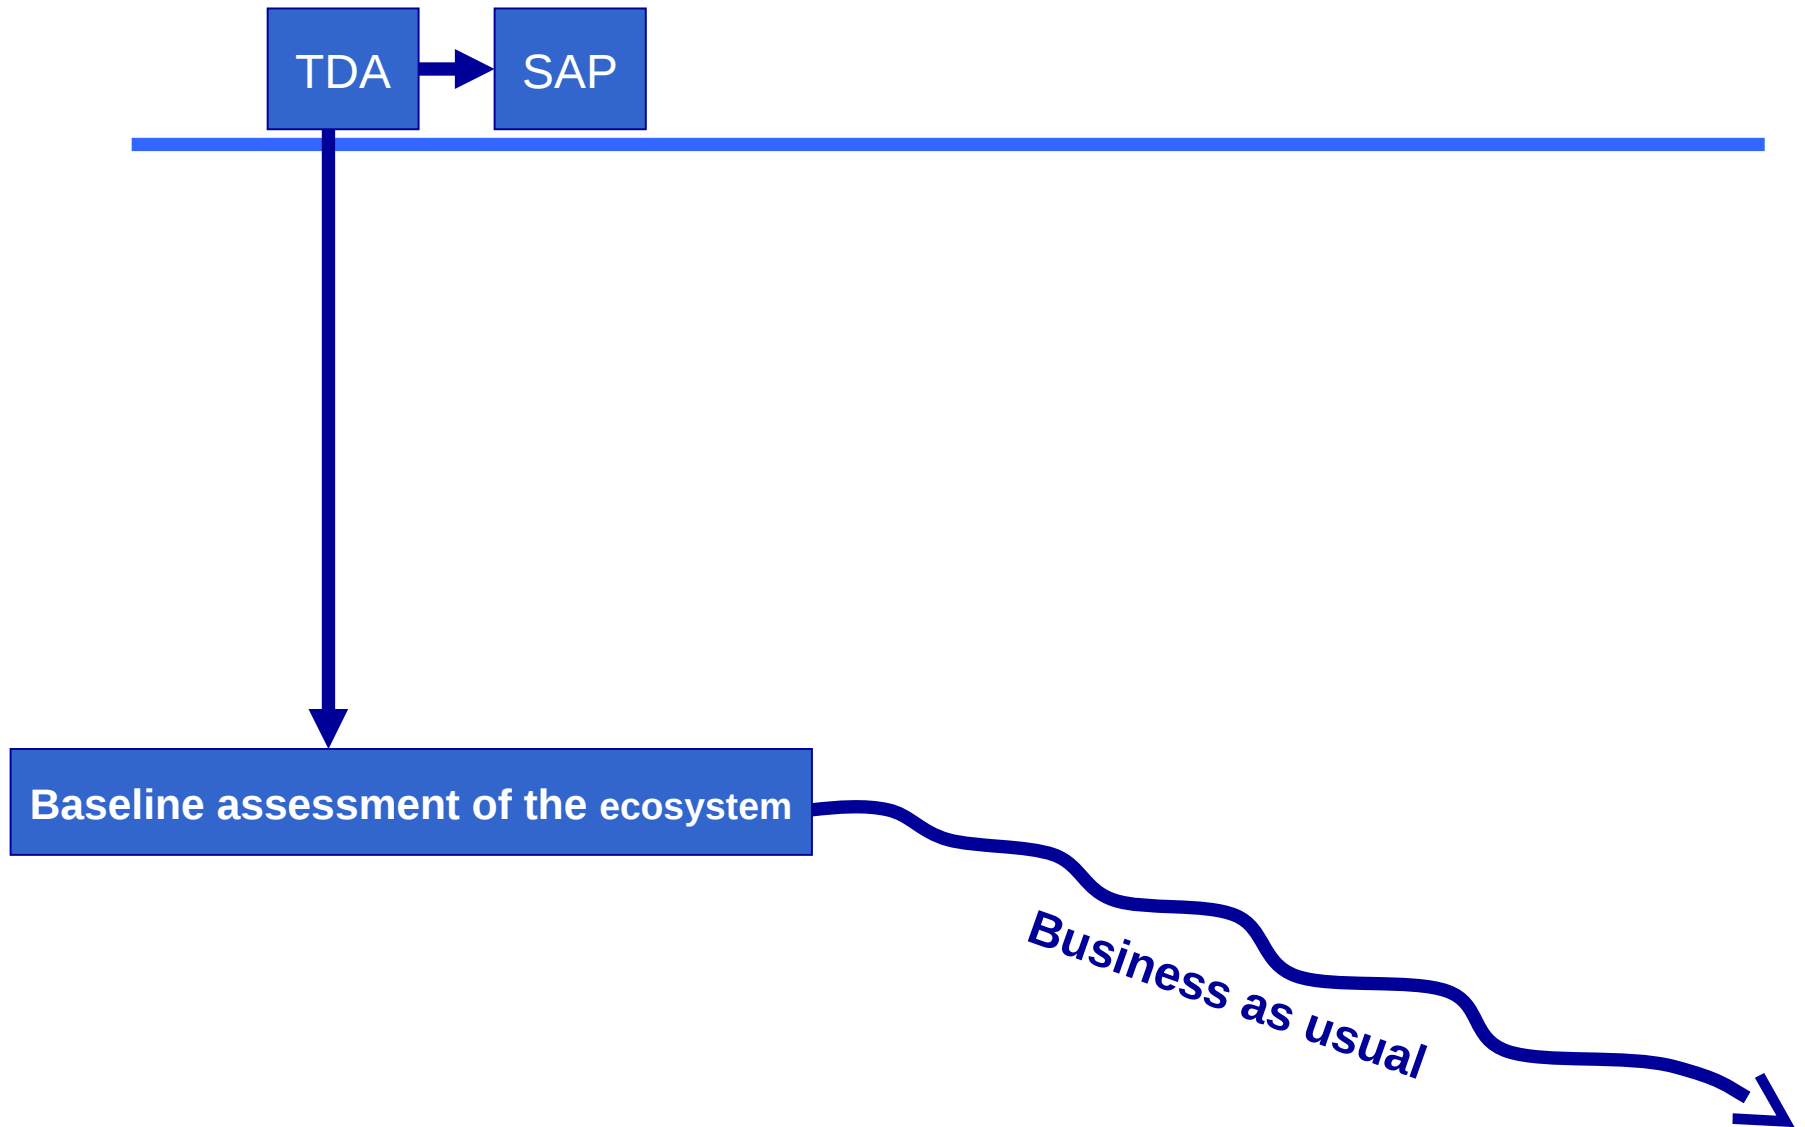 TDA
SAP
Baseline assessment of the ecosystem
Business as usual